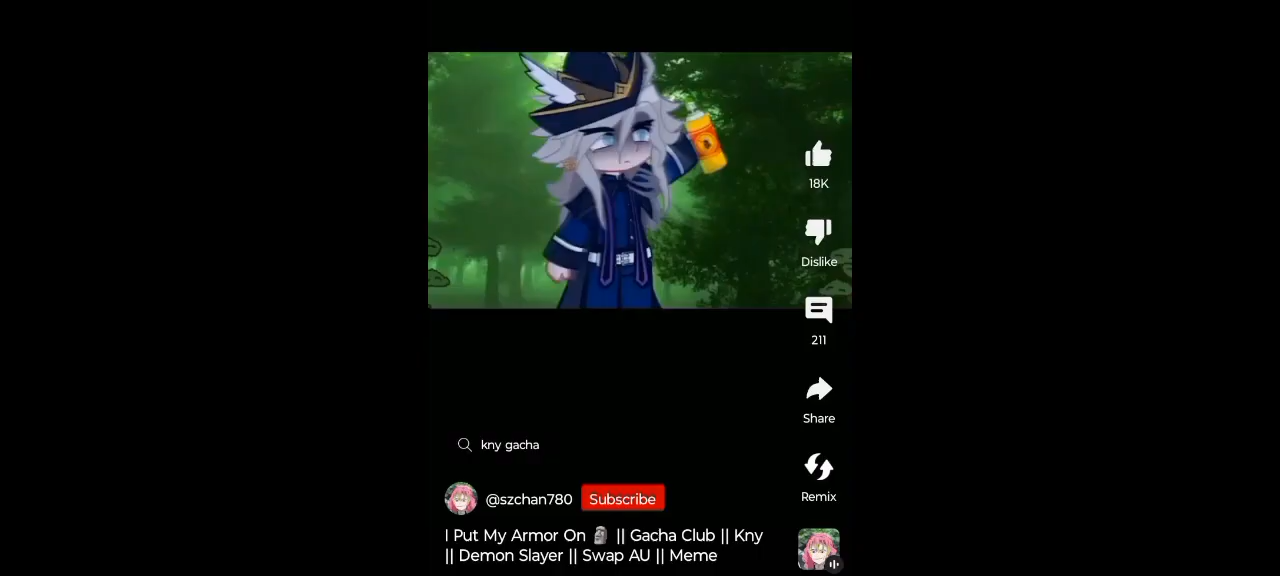 18K
Dislike
211
Share
kny gacha
Remix
@szchan780 Subscribe
I Put My Armor On 🗿 || Gacha Club || Kny
|| Demon Slayer || Swap AU || Meme